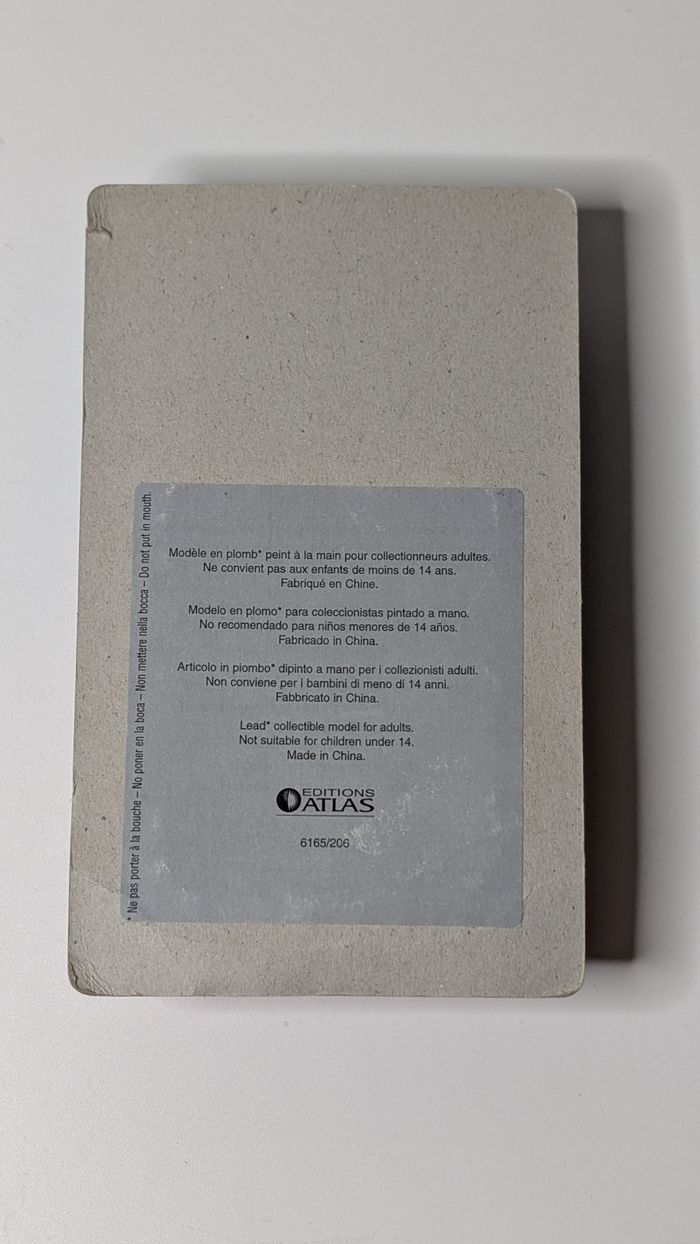 Modèle en plomb* peint à la main pour collectionneurs adultes.
Ne convient pas aux enfants de moins de 14 ans.
Fabriqué en Chine.
Modelo en plomo* para coleccionistas pintado a mano.
No recomendado para niños menores de 14 años.
Fabricado in China.
Articolo in piombo* dipinto a mano per i collezionisti adulti.
Non conviene per i bambini di meno di 14 anni.
Fabbricato in China.
Lead* collectible model for adults.
Not suitable for children under 14.
Made in China.
EDITIONS
ATLAS
6165/206
* Ne pas porter à la bouche – No poner en la boca – Non mettere nella bocca – Do not put in mouth.